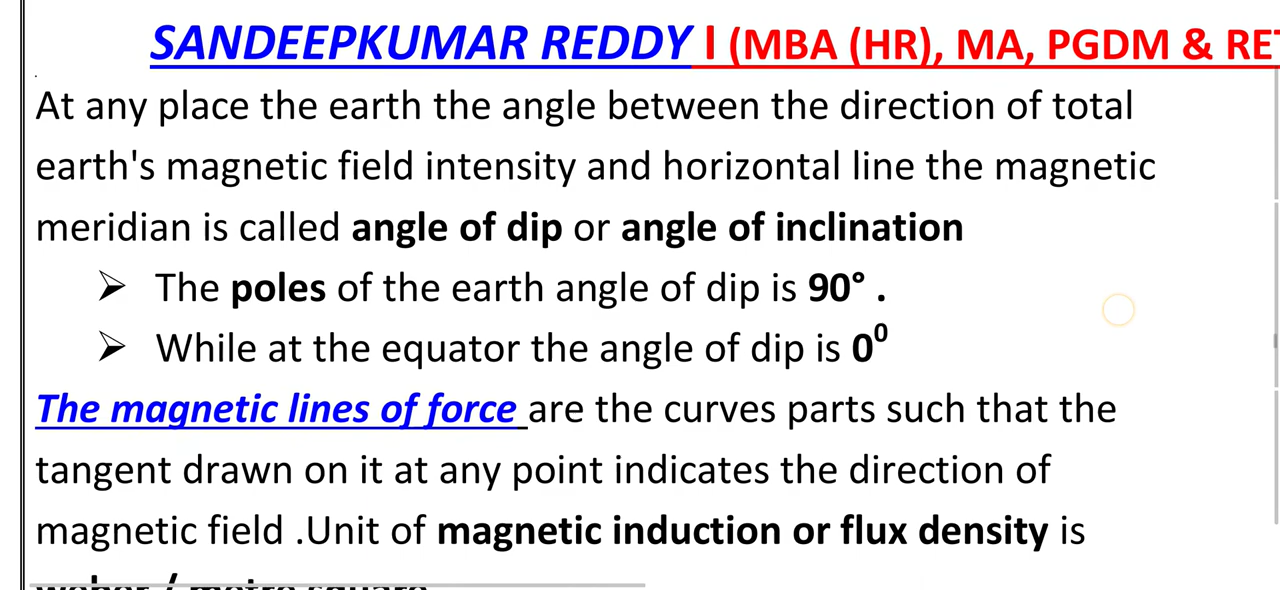 SANDEEPKUMAR REDDY I (MBA (HR), MA, PGDM &
At any place the earth the angle between the direction of total
earth's magnetic field intensity and horizontal line the magnetic
meridian is called angle of dip or angle of inclination
➢ The poles of the earth angle of dip is 90° .
➢ While at the equator the angle of dip is 0⁰
The magnetic lines of force are the curves parts such that the
tangent drawn on it at any point indicates the direction of
magnetic field .Unit of magnetic induction or flux density is
weber / metre square